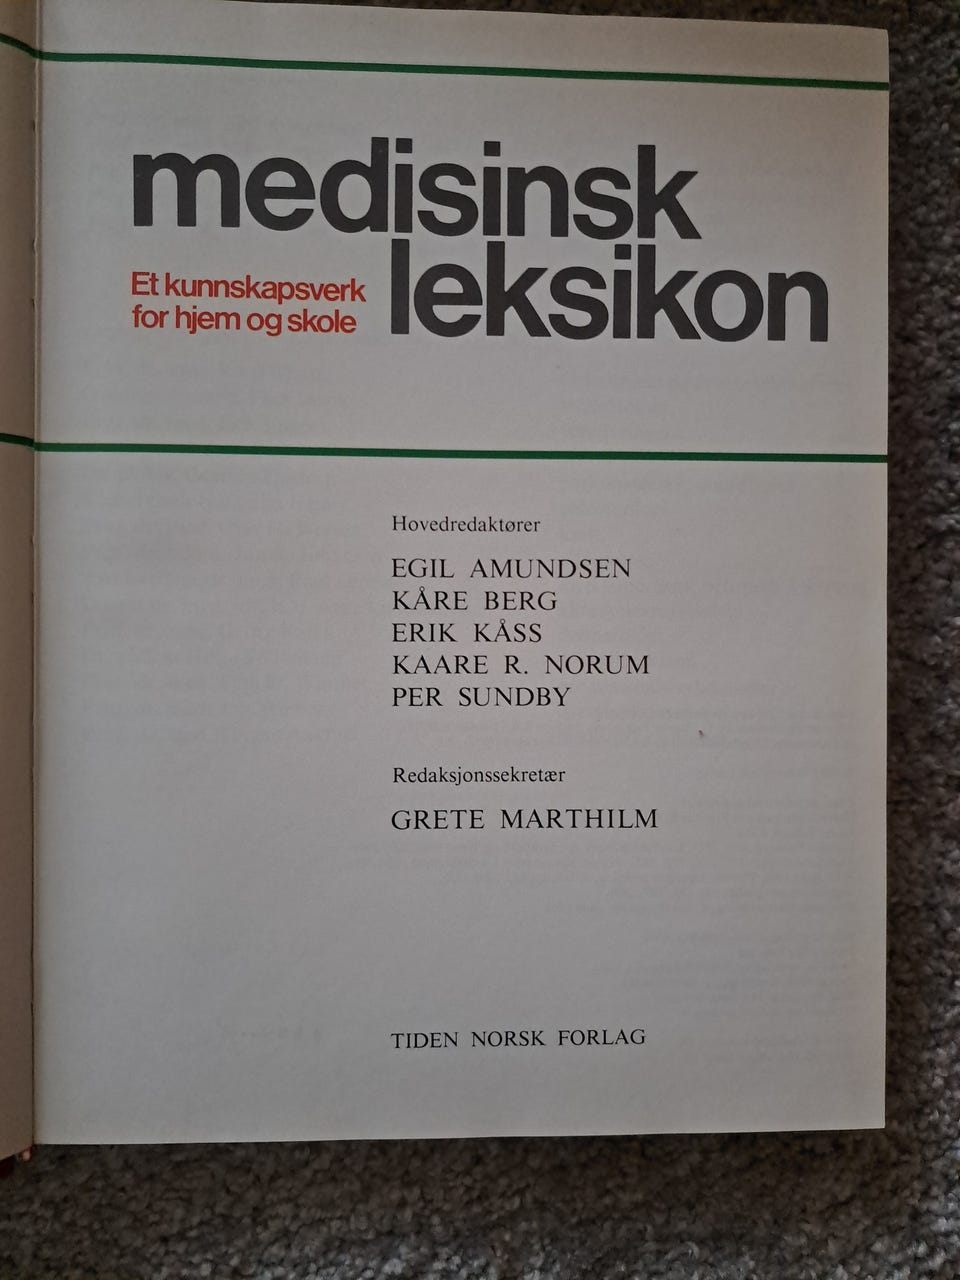 medisinsk
leksikon
Et kunnskapsverk
for hjem og skole
Hovedredaktører
EGIL AMUNDSEN
KÅRE BERG
ERIK KÅSS
KAARE R. NORUM
PER SUNDBY
Redaksjonssekretær
GRETE MARTHILM
TIDEN NORSK FORLAG